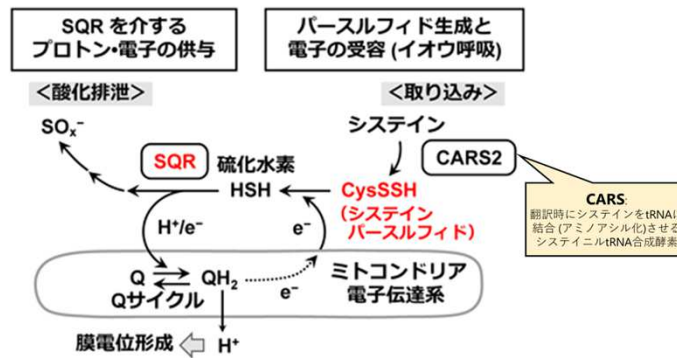 SQR を介する
プロトン・電子の供与
パースルフィド生成と
電子の受容 (イオウ呼吸)
＜酸化排泄＞
＜取り込み＞
SOx⁻
システイン
CARS2
SQR
硫化水素
HSH
CysSSH
(システイン
パースルフィド)
H⁺/e⁻
e⁻
CARS:
翻訳時にシステインをtRNAに
結合 (アミノアシル化)させる
システイニルtRNA合成酵素
Q
QH₂
Qサイクル
e⁻
ミトコンドリア
電子伝達系
膜電位形成
H⁺